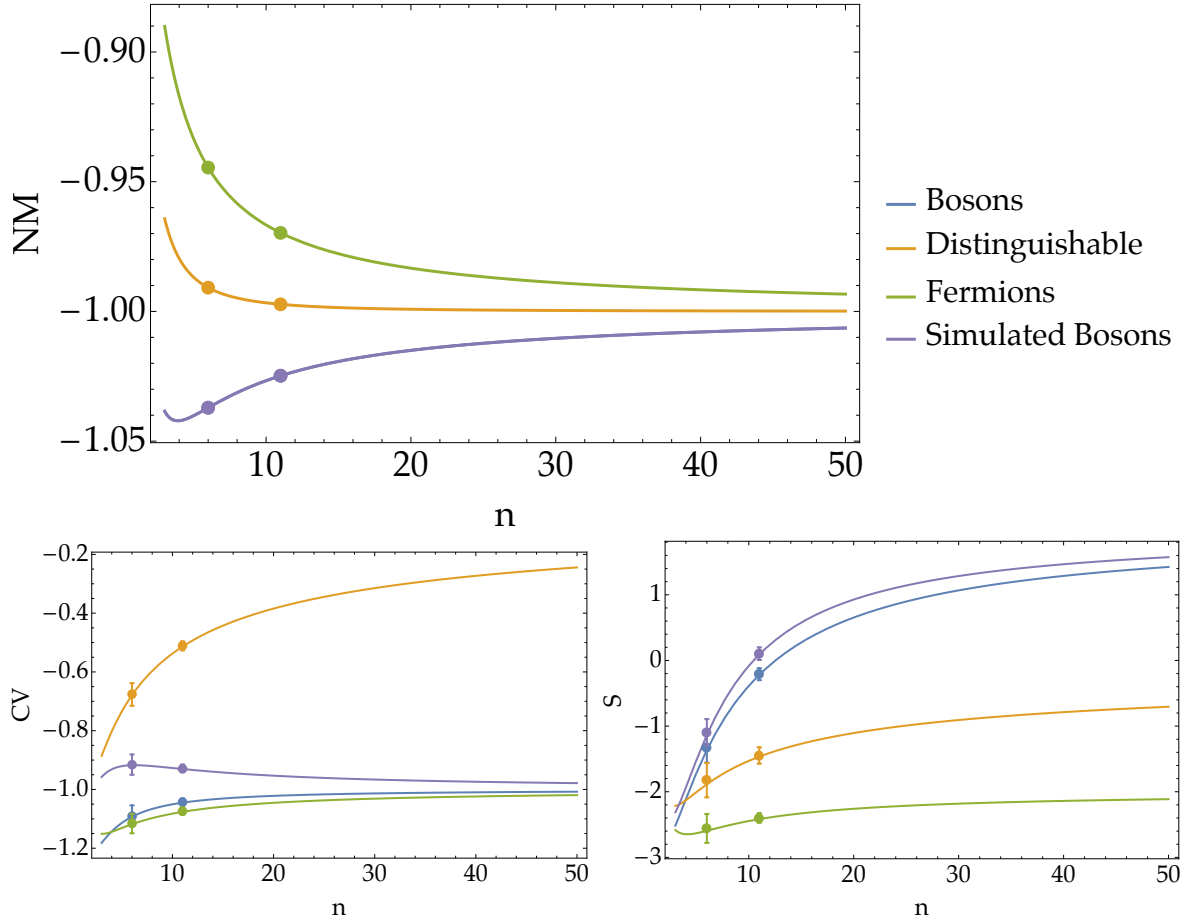 −0.90
−0.95
−1.00
−1.05
NM
10 20 30 40 50
n
Bosons
Distinguishable
Fermions
Simulated Bosons
−0.2
−0.4
−0.6
−0.8
−1.0
−1.2
CV
10 20 30 40 50
n
1
0
−1
−2
−3
S
10 20 30 40 50
n